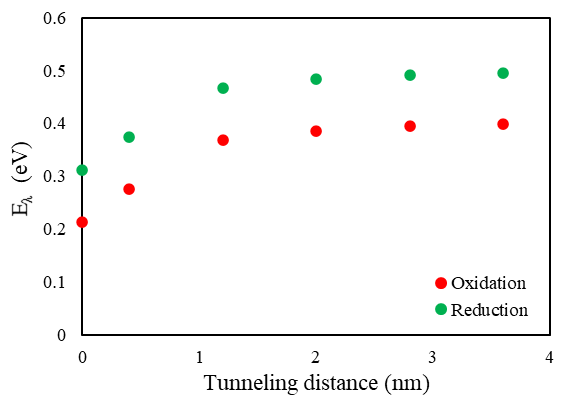 0.6
0.5
0.4
0.3
0.2
0.1
0
Eλ (eV)
Oxidation
Reduction
0 1 2 3 4
Tunneling distance (nm)